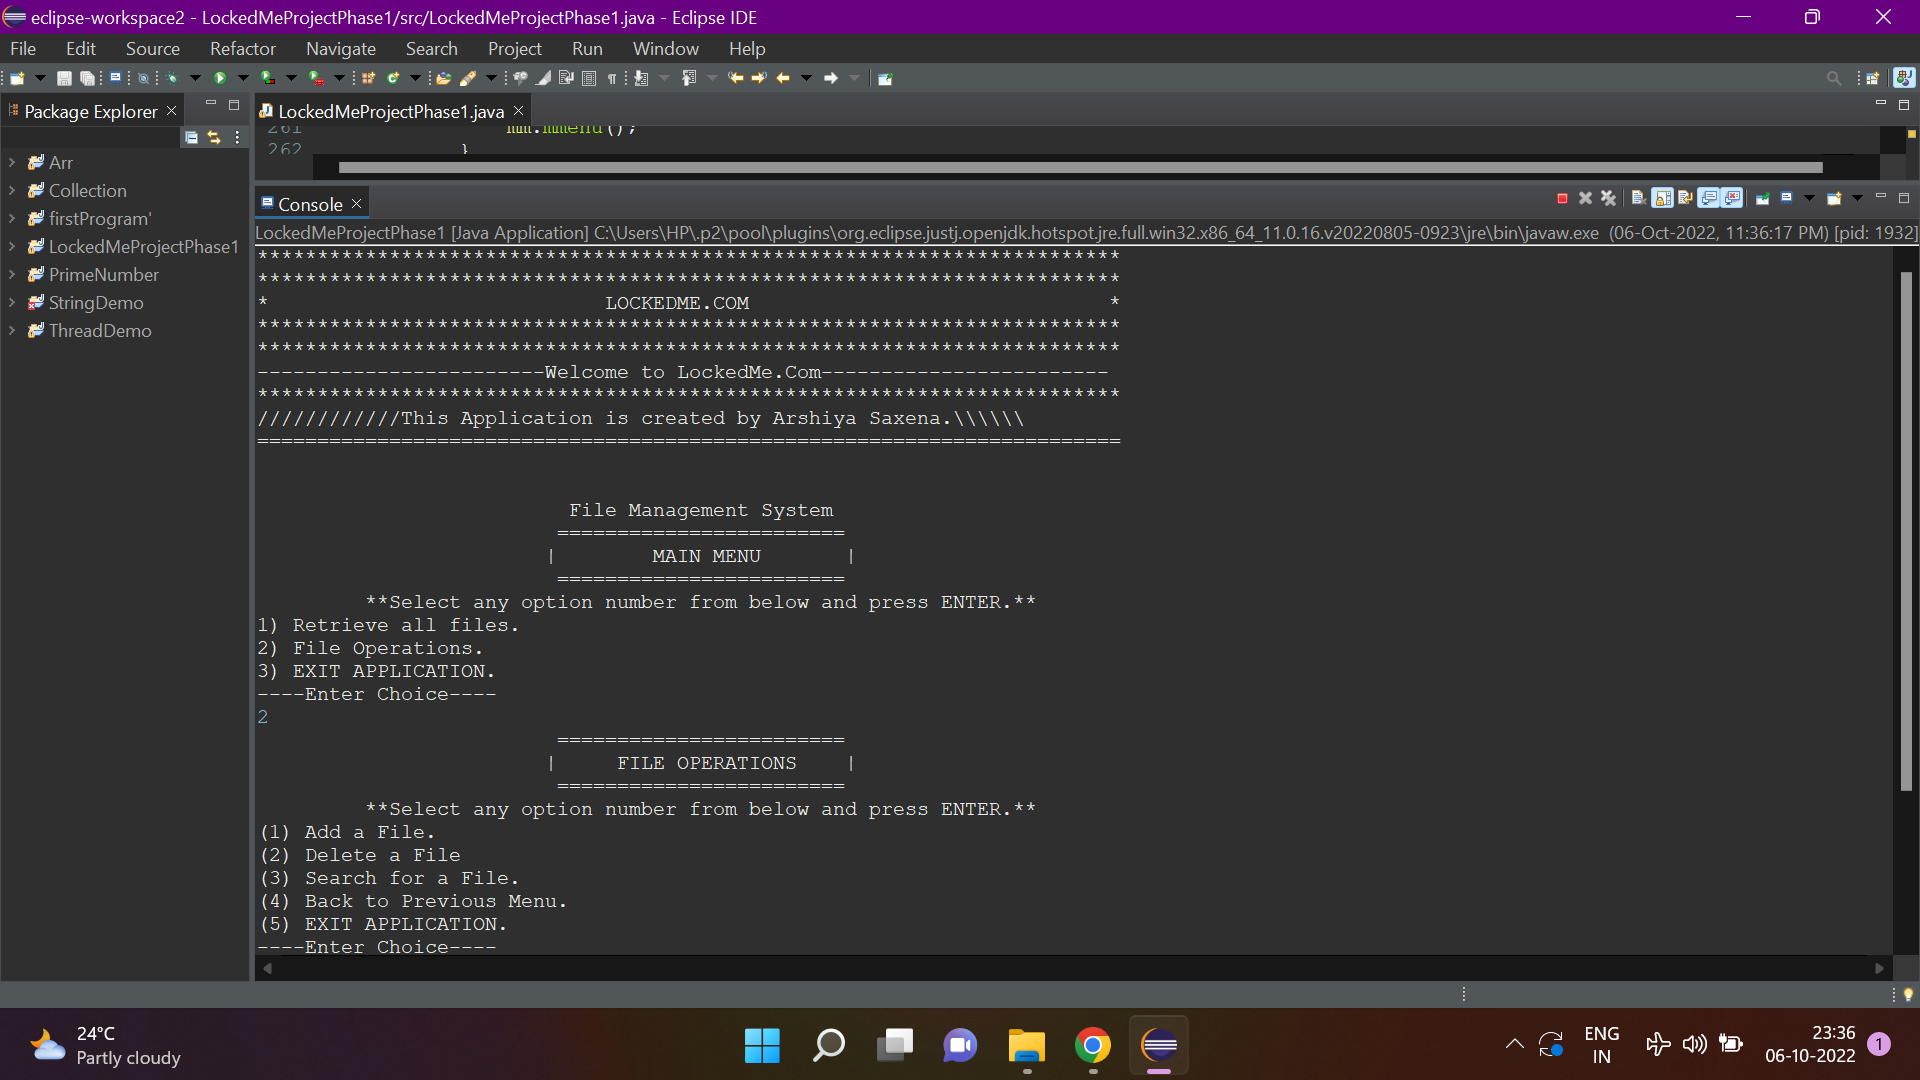 eclipse-workspace2 - LockedMeProjectPhase1/src/LockedMeProjectPhase1.java - Eclipse IDE
File Edit Source Refactor Navigate Search Project Run Window Help
Package Explorer
LockedMeProjectPhase1.java
261 mm.mmenu();
262 }
Arr
Collection
firstProgram'
LockedMeProjectPhase1
PrimeNumber
StringDemo
ThreadDemo
Console
LockedMeProjectPhase1 [Java Application] C:\Users\HP\.p2\pool\plugins\org.eclipse.justj.openjdk.hotspot.jre.full.win32.x86_64_11.0.16.v20220805-0923\jre\bin\javaw.exe (06-Oct-2022, 11:36:17 PM) [pid: 1932]
************************************************************************
************************************************************************
* LOCKEDME.COM *
************************************************************************
************************************************************************
------------------------Welcome to LockedMe.Com------------------------
************************************************************************
////////////This Application is created by Arshiya Saxena.\\\\\\
========================================================================
File Management System
========================
| MAIN MENU |
========================
**Select any option number from below and press ENTER.**
1) Retrieve all files.
2) File Operations.
3) EXIT APPLICATION.
----Enter Choice----
2
========================
| FILE OPERATIONS |
========================
**Select any option number from below and press ENTER.**
(1) Add a File.
(2) Delete a File
(3) Search for a File.
(4) Back to Previous Menu.
(5) EXIT APPLICATION.
----Enter Choice----
24°C
Partly cloudy
ENG
IN
23:36
06-10-2022
1